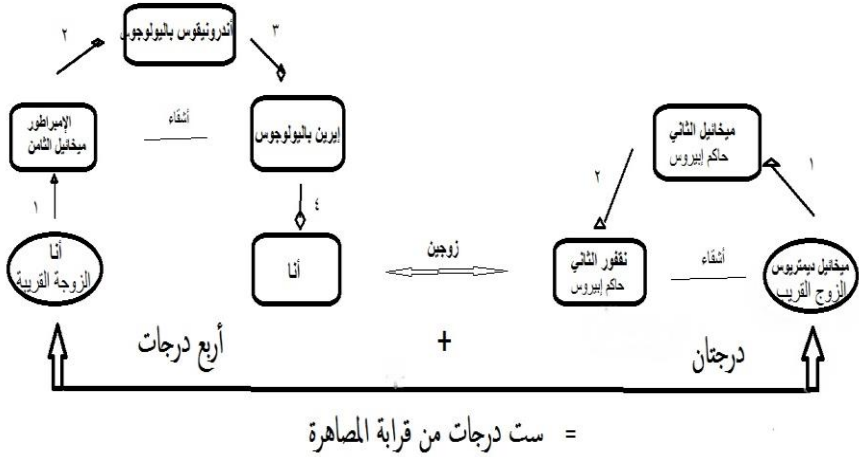 أندرونيقوس باليولوجوس
٢
٣
الإمبراطور
ميخائيل الثامن
أشقاء
إيرين باليولوجوس
ميخائيل الثاني
حاكم إبيروس
١
٢
١
٤
أنا
الزوجة القريبة
أنا
زوجين
نقفور الثاني
حاكم إبيروس
أشقاء
ميخائيل ديمتريوس
الزوج القريب
أربع درجات
+
درجتان
= ست درجات من قرابة المصاهرة